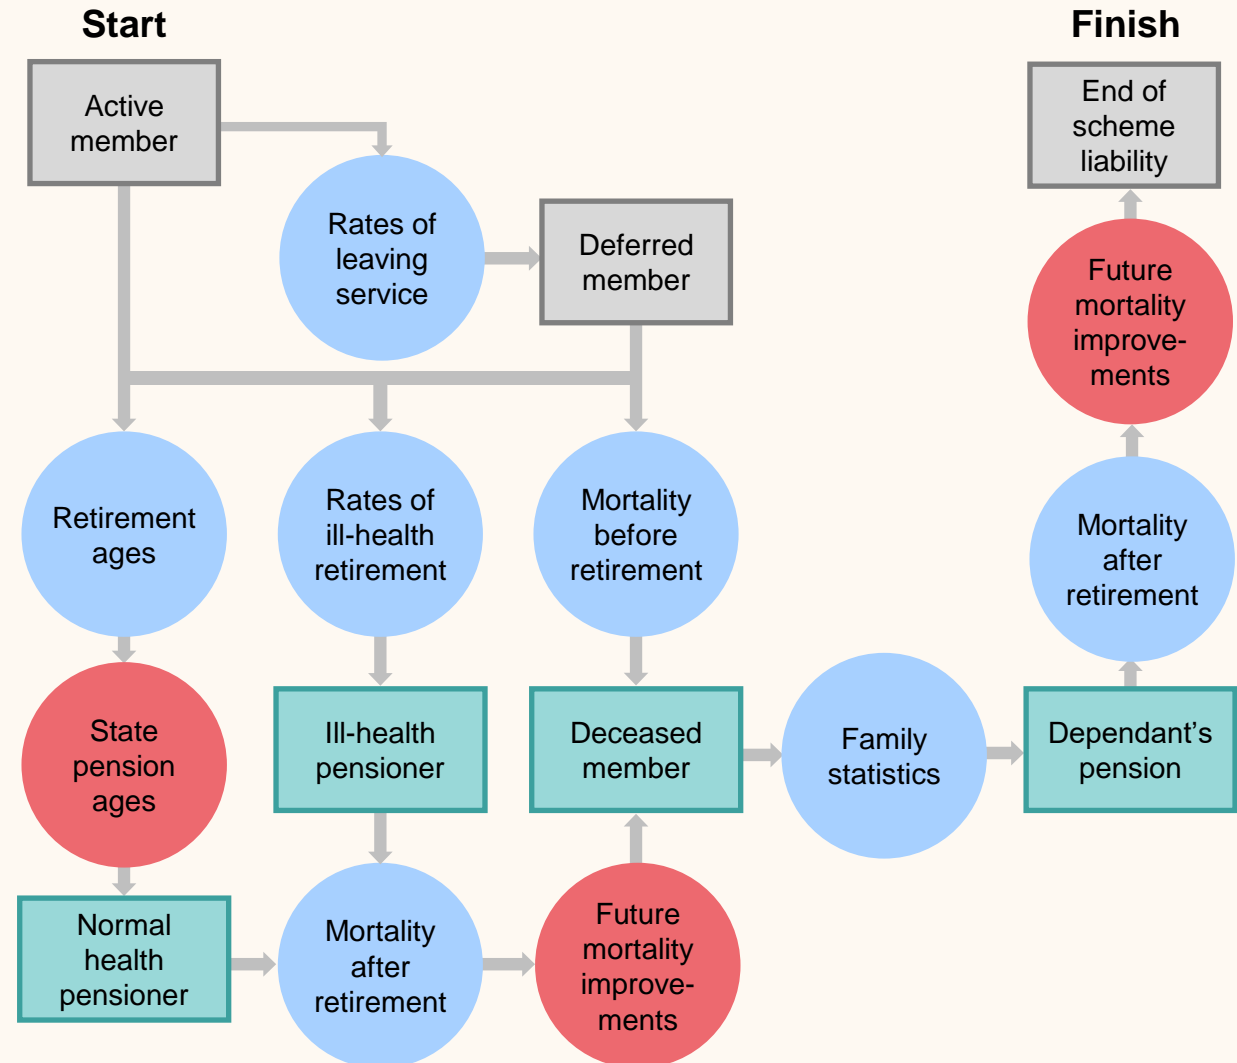 Start
Finish
Active
member
End of
scheme
liability
Rates of
leaving
service
Deferred
member
Future
mortality
improve-
ments
Retirement
ages
Rates of
ill-health
retirement
Mortality
before
retirement
Mortality
after
retirement
State
pension
ages
Ill-health
pensioner
Deceased
member
Family
statistics
Dependant’s
pension
Normal
health
pensioner
Mortality
after
retirement
Future
mortality
improve-
ments